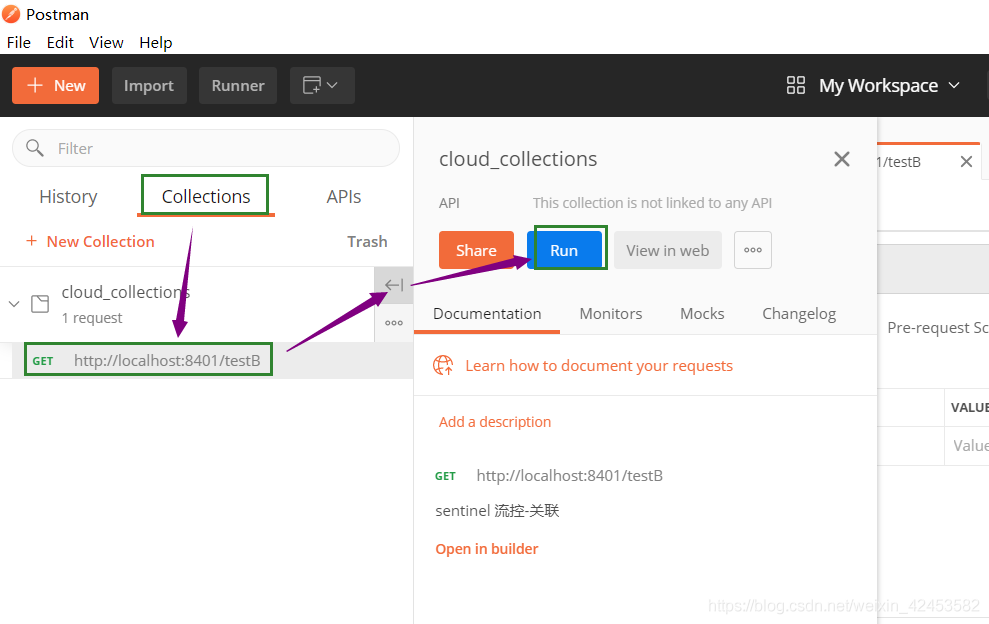 Postman
File Edit View Help
New Import Runner My Workspace
Filter
History Collections APIs
+ New Collection Trash
cloud_collections
1 request
GET http://localhost:8401/testB
cloud_collections
API This collection is not linked to any API
Share Run View in web
Documentation Monitors Mocks Changelog
Learn how to document your requests
Add a description
GET http://localhost:8401/testB
sentinel 流控-关联
Open in builder
1/testB
Pre-request Sc
VALUE
Value
https://blog.csdn.net/weixin_42453582